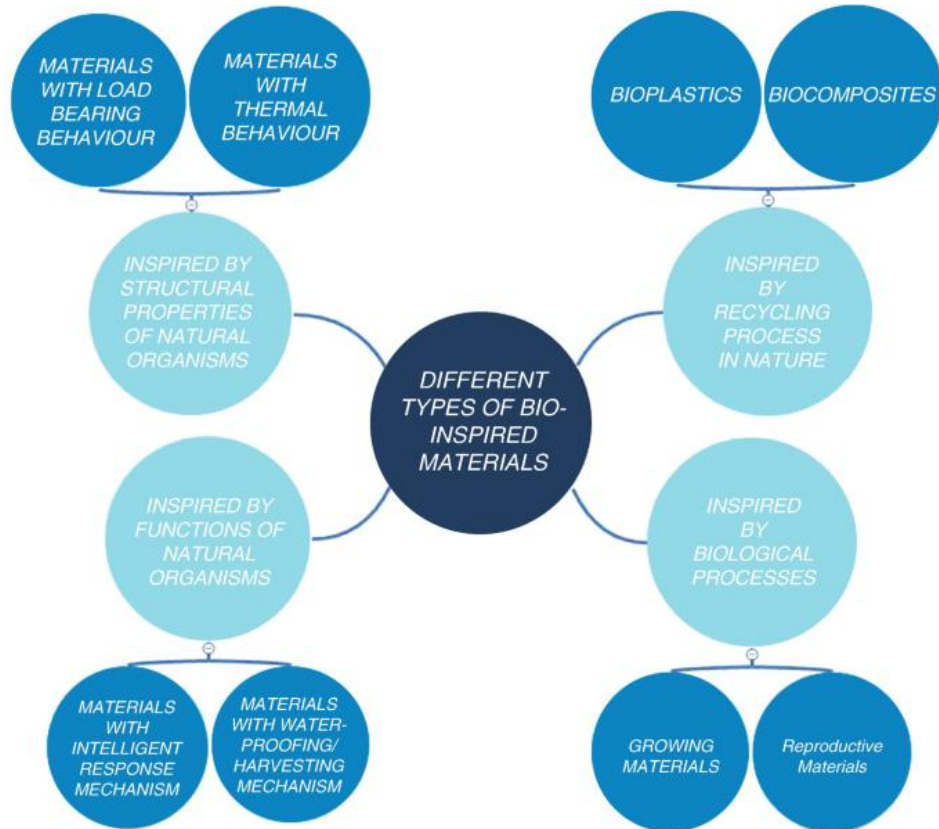 MATERIALS
WITH LOAD
BEARING
BEHAVIOUR
MATERIALS
WITH
THERMAL
BEHAVIOUR
BIOPLASTICS
BIOCOMPOSITES
INSPIRED BY
STRUCTURAL
PROPERTIES
OF NATURAL
ORGANISMS
INSPIRED
BY
RECYCLING
PROCESS
IN NATURE
DIFFERENT
TYPES OF BIO-
INSPIRED
MATERIALS
INSPIRED BY
FUNCTIONS OF
NATURAL
ORGANISMS
INSPIRED
BY
BIOLOGICAL
PROCESSES
MATERIALS
WITH
INTELLIGENT
RESPONSE
MECHANISM
MATERIALS
WITH WATER-
PROOFING/
HARVESTING
MECHANISM
GROWING
MATERIALS
Reproductive
Materials